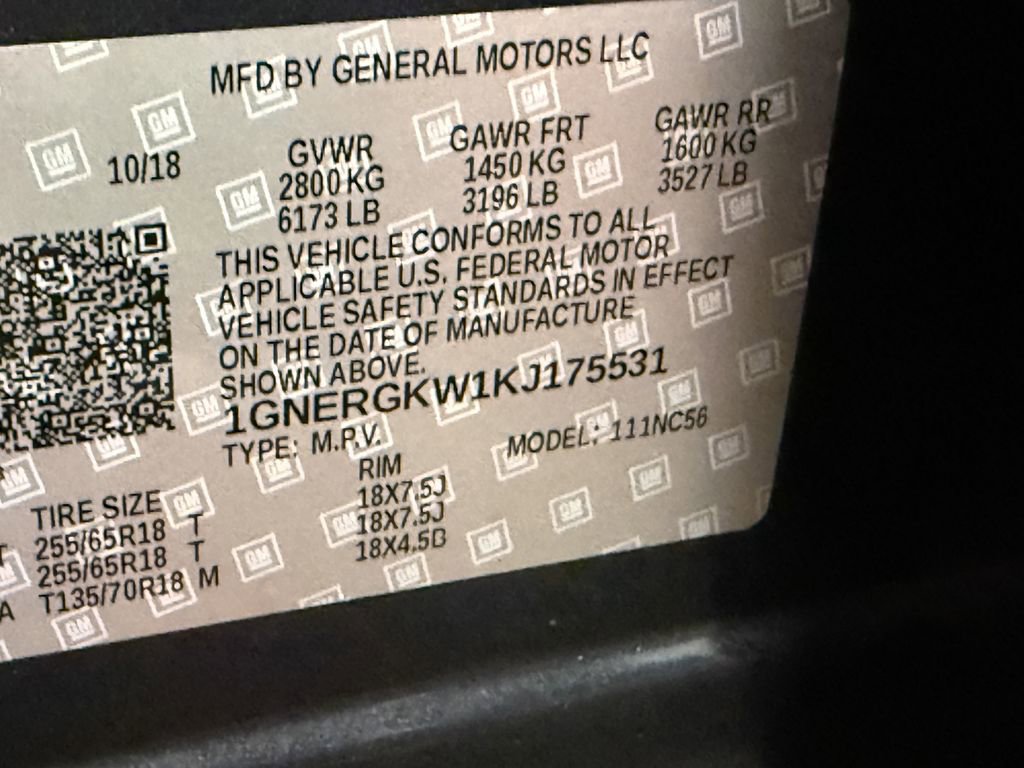 MFD BY GENERAL MOTORS LLC
10/18 GVWR GAWR FRT GAWR RR
2800 KG 1450 KG 1600 KG
6173 LB 3196 LB 3527 LB
THIS VEHICLE CONFORMS TO ALL
APPLICABLE U.S. FEDERAL MOTOR
VEHICLE SAFETY STANDARDS IN EFFECT
ON THE DATE OF MANUFACTURE
SHOWN ABOVE.
1GNERGKW1KJ175531
TYPE: M.P.V. MODEL: 111NC56
TIRE SIZE RIM
T 255/65R18 T 18X7.5J
255/65R18 T 18X7.5J
A T135/70R18 M 18X4.5B